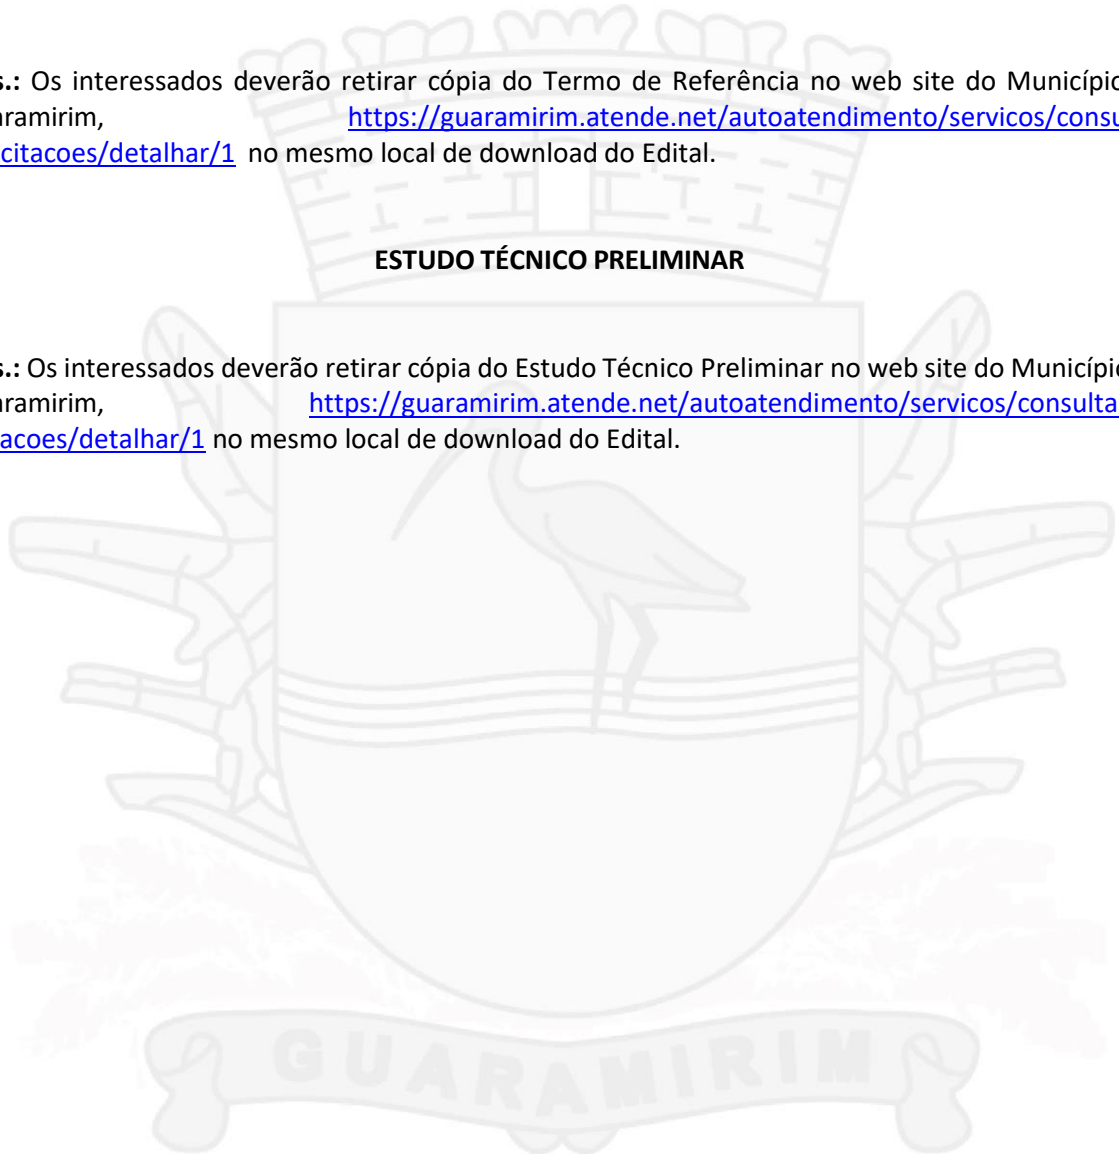 s.: Os interessados deverão retirar cópia do Termo de Referência no web site do Município
aramirim, https://guaramirim.atende.net/autoatendimento/servicos/consu
citacoes/detalhar/1 no mesmo local de download do Edital.
ESTUDO TÉCNICO PRELIMINAR
s.: Os interessados deverão retirar cópia do Estudo Técnico Preliminar no web site do Município
aramirim, https://guaramirim.atende.net/autoatendimento/servicos/consulta
acoes/detalhar/1 no mesmo local de download do Edital.
GUARAMIRIM